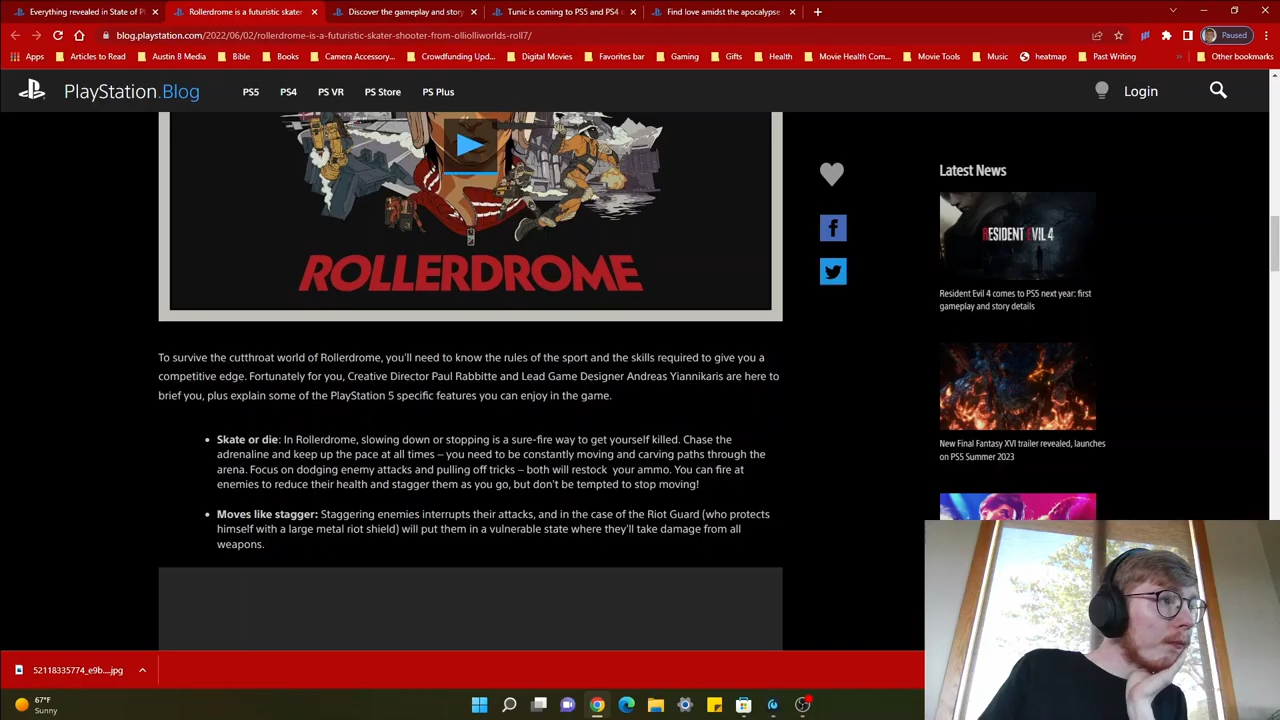 Everything revealed in State of P
Rollerdrome is a futuristic skater
Discover the gameplay and story
Tunic is coming to PS5 and PS4
Find love amidst the apocalypse
blog.playstation.com/2022/06/02/rollerdrome-is-a-futuristic-skater-shooter-from-olliolliworlds-roll7/
Paused
Apps Articles to Read Austin B Media Bible Books Camera Accessory... Crowdfunding Upd... Digital Movies Favorites bar Gaming Gifts Health Movie Health Com... Movie Tools Music heatmap Past Writing » Other bookmarks
PlayStation.Blog PS5 PS4 PS VR PS Store PS Plus Login
ROLLERDROME
Latest News
RESIDENT EVIL 4
Resident Evil 4 comes to PS5 next year: first
gameplay and story details
New Final Fantasy XVI trailer revealed, launches
on PS5 Summer 2023
To survive the cutthroat world of Rollerdrome, you'll need to know the rules of the sport and the skills required to give you a
competitive edge. Fortunately for you, Creative Director Paul Rabbitte and Lead Game Designer Andreas Yiannikaris are here to
brief you, plus explain some of the PlayStation 5 specific features you can enjoy in the game.
• Skate or die: In Rollerdrome, slowing down or stopping is a sure-fire way to get yourself killed. Chase the
adrenaline and keep up the pace at all times – you need to be constantly moving and carving paths through the
arena. Focus on dodging enemy attacks and pulling off tricks – both will restock your ammo. You can fire at
enemies to reduce their health and stagger them as you go, but don't be tempted to stop moving!
• Moves like stagger: Staggering enemies interrupts their attacks, and in the case of the Riot Guard (who protects
himself with a large metal riot shield) will put them in a vulnerable state where they'll take damage from all
weapons.
52118335774_e9b....jpg
67°F
Sunny